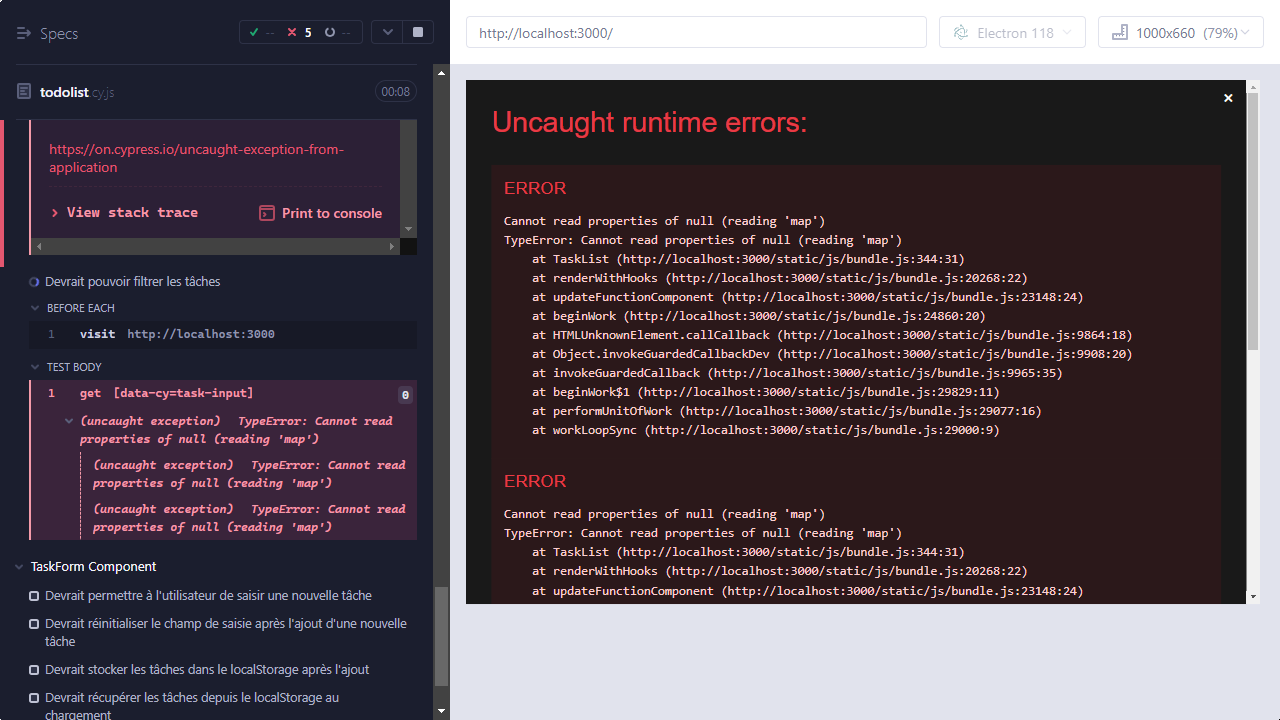 Specs
-- 5 --
todolist.cy.js 00:08
https://on.cypress.io/uncaught-exception-from-
application
View stack trace
Print to console
Devrait pouvoir filtrer les tâches
BEFORE EACH
1 visit http://localhost:3000
TEST BODY
1 get [data-cy=task-input] 0
(uncaught exception) TypeError: Cannot read
properties of null (reading 'map')
(uncaught exception) TypeError: Cannot read
properties of null (reading 'map')
(uncaught exception) TypeError: Cannot read
properties of null (reading 'map')
TaskForm Component
Devrait permettre à l'utilisateur de saisir une nouvelle tâche
Devrait réinitialiser le champ de saisie après l'ajout d'une nouvelle
tâche
Devrait stocker les tâches dans le localStorage après l'ajout
Devrait récupérer les tâches depuis le localStorage au
chargement
http://localhost:3000/
Electron 118
1000x660 (79%)
Uncaught runtime errors:
ERROR
Cannot read properties of null (reading 'map')
TypeError: Cannot read properties of null (reading 'map')
at TaskList (http://localhost:3000/static/js/bundle.js:344:31)
at renderWithHooks (http://localhost:3000/static/js/bundle.js:20268:22)
at updateFunctionComponent (http://localhost:3000/static/js/bundle.js:23148:24)
at beginWork (http://localhost:3000/static/js/bundle.js:24860:20)
at HTMLUnknownElement.callCallback (http://localhost:3000/static/js/bundle.js:9864:18)
at Object.invokeGuardedCallbackDev (http://localhost:3000/static/js/bundle.js:9908:20)
at invokeGuardedCallback (http://localhost:3000/static/js/bundle.js:9965:35)
at beginWork$1 (http://localhost:3000/static/js/bundle.js:29829:11)
at performUnitOfWork (http://localhost:3000/static/js/bundle.js:29077:16)
at workLoopSync (http://localhost:3000/static/js/bundle.js:29000:9)
ERROR
Cannot read properties of null (reading 'map')
TypeError: Cannot read properties of null (reading 'map')
at TaskList (http://localhost:3000/static/js/bundle.js:344:31)
at renderWithHooks (http://localhost:3000/static/js/bundle.js:20268:22)
at updateFunctionComponent (http://localhost:3000/static/js/bundle.js:23148:24)